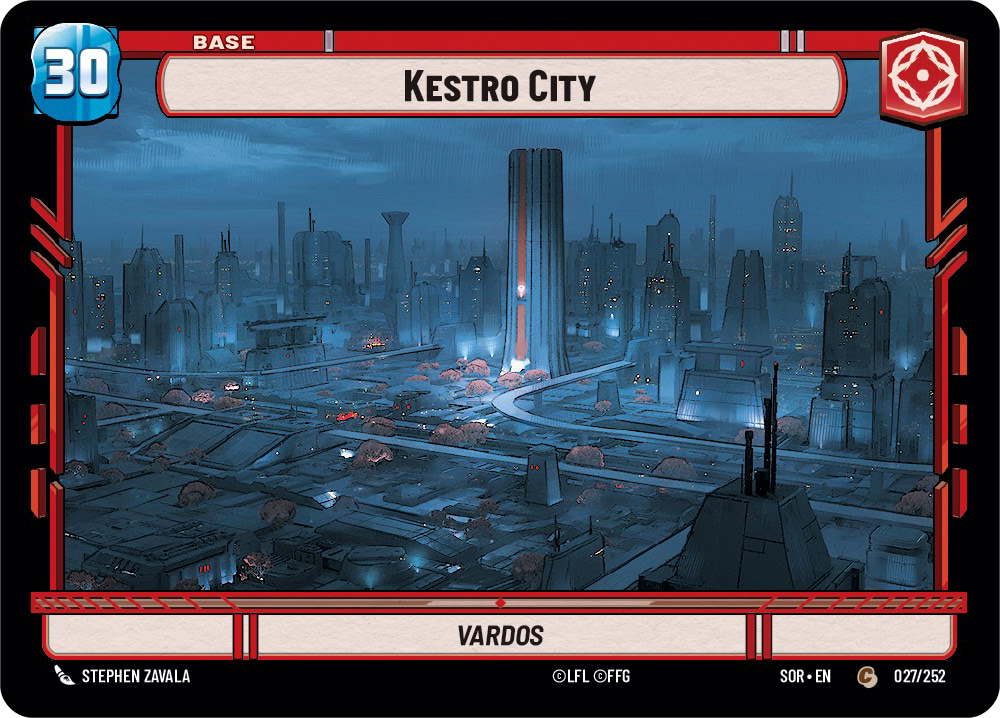 30
BASE
KESTRO CITY
VARDOS
STEPHEN ZAVALA
©LFL ©FFG
SOR • EN
C
027/252